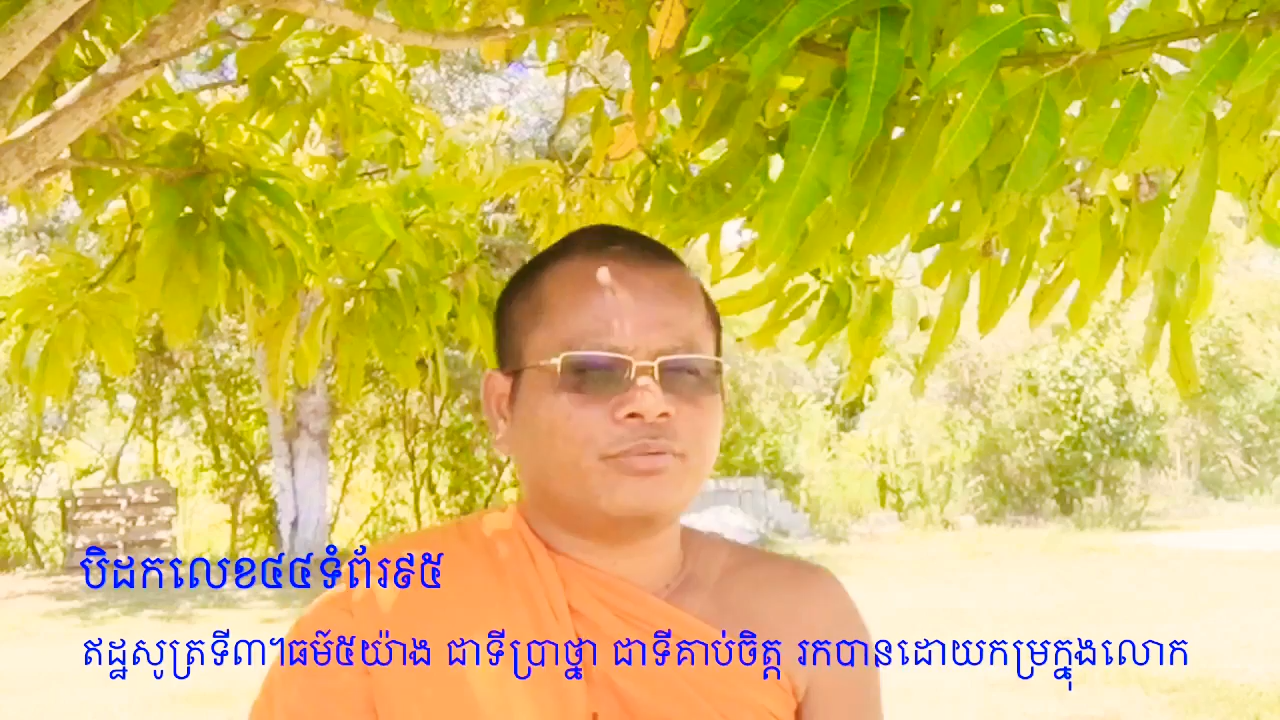 បិដកលេខ៤៤ទំព័រ៩៥
ឥដ្ឋសូត្រទី៣។ធម៌៥យ៉ាង ជាទីប្រាថ្នា ជាទីគាប់ចិត្ត រកបានដោយកម្រក្នុងលោក